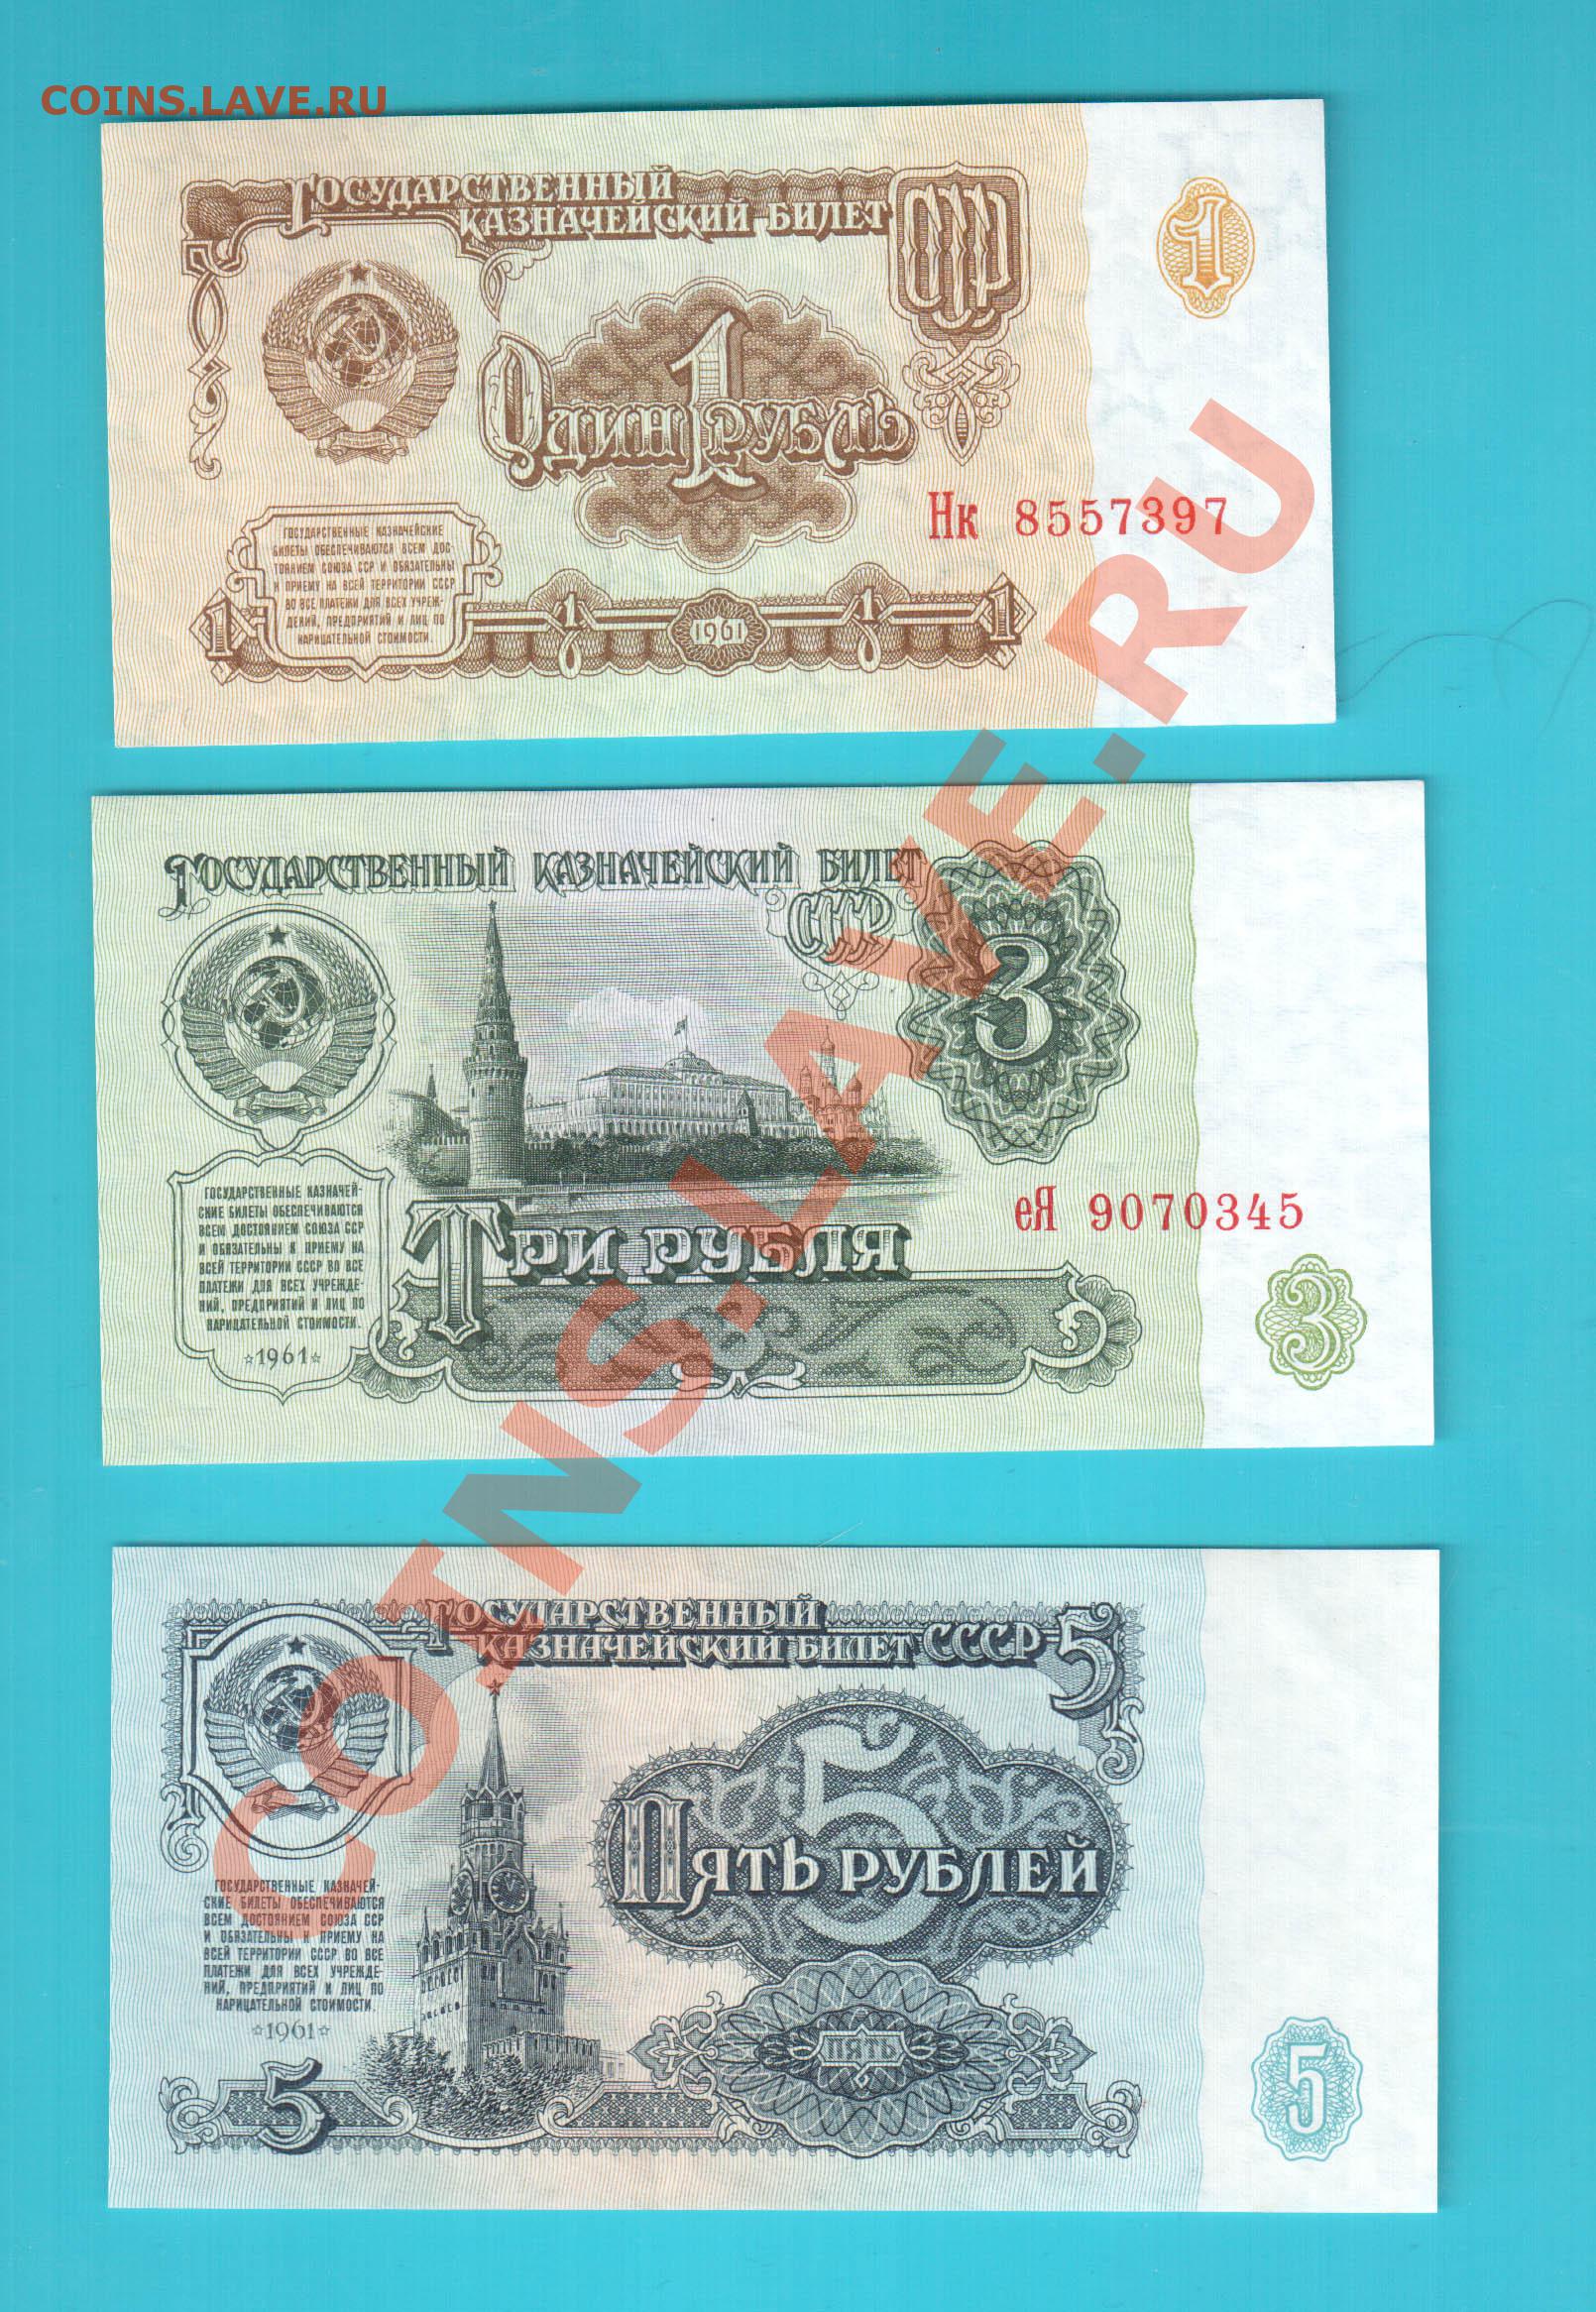 COINS.LAVE.RU
ГОСУДАРСТВЕННЫЙ
КАЗНАЧЕЙСКИЙ БИЛЕТ
СССР
1
1
ОДИН РУБЛЬ
Нк 8557397
ГОСУДАРСТВЕННЫЕ КАЗНАЧЕЙСКИЕ
БИЛЕТЫ ОБЕСПЕЧИВАЮТСЯ ВСЕМ ДОС-
ТОЯНИЕМ СОЮЗА ССР И ОБЯЗАТЕЛЬНЫ
К ПРИЕМУ НА ВСЕЙ ТЕРРИТОРИИ СССР
ВО ВСЕ ПЛАТЕЖИ ДЛЯ ВСЕХ УЧРЕЖ-
ДЕНИЙ, ПРЕДПРИЯТИЙ И ЛИЦ ПО
НАРИЦАТЕЛЬНОЙ СТОИМОСТИ.
1 1 1961 1 1
ГОСУДАРСТВЕННЫЙ КАЗНАЧЕЙСКИЙ БИЛЕТ
СССР
3
ТРИ РУБЛЯ
еЯ 9070345
ГОСУДАРСТВЕННЫЕ КАЗНАЧЕЙ-
СКИЕ БИЛЕТЫ ОБЕСПЕЧИВАЮТСЯ
ВСЕМ ДОСТОЯНИЕМ СОЮЗА ССР
И ОБЯЗАТЕЛЬНЫ К ПРИЕМУ НА
ВСЕЙ ТЕРРИТОРИИ СССР ВО ВСЕ
ПЛАТЕЖИ ДЛЯ ВСЕХ УЧРЕЖДЕ-
НИЙ, ПРЕДПРИЯТИЙ И ЛИЦ ПО
НАРИЦАТЕЛЬНОЙ СТОИМОСТИ.
☆1961☆
3
ГОСУДАРСТВЕННЫЙ
КАЗНАЧЕЙСКИЙ БИЛЕТ СССР
5
5
ПЯТЬ РУБЛЕЙ
ГОСУДАРСТВЕННЫЕ КАЗНАЧЕЙ-
СКИЕ БИЛЕТЫ ОБЕСПЕЧИВАЮТСЯ
ВСЕМ ДОСТОЯНИЕМ СОЮЗА ССР
И ОБЯЗАТЕЛЬНЫ К ПРИЕМУ НА
ВСЕЙ ТЕРРИТОРИИ СССР ВО ВСЕ
ПЛАТЕЖИ ДЛЯ ВСЕХ УЧРЕЖДЕ-
НИЙ, ПРЕДПРИЯТИЙ И ЛИЦ ПО
НАРИЦАТЕЛЬНОЙ СТОИМОСТИ.
☆1961☆
ПЯТЬ
5
5
COINS.LAVE.RU